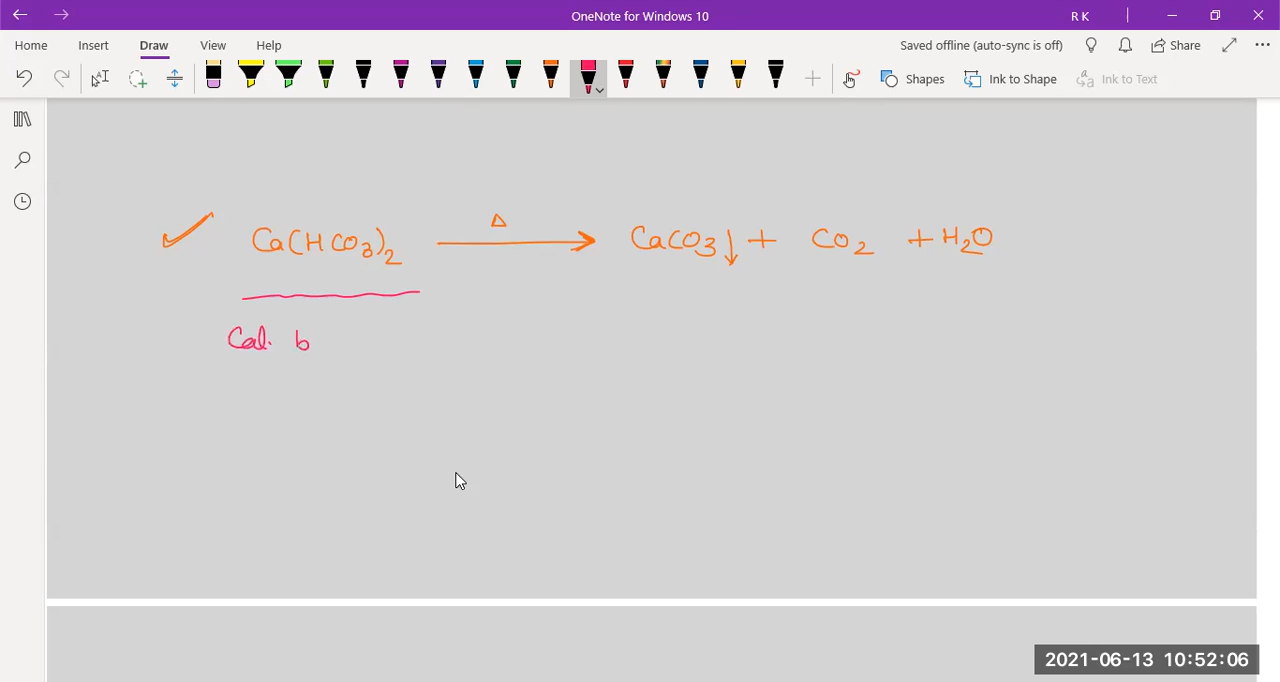 OneNote for Windows 10
R K
Home Insert Draw View Help
Saved offline (auto-sync is off) Share
Shapes Ink to Shape Ink to Text
Ca(HCO3)2 Δ → CaCO3↓ + CO2 + H2O
Cal. b
2021-06-13 10:52:06